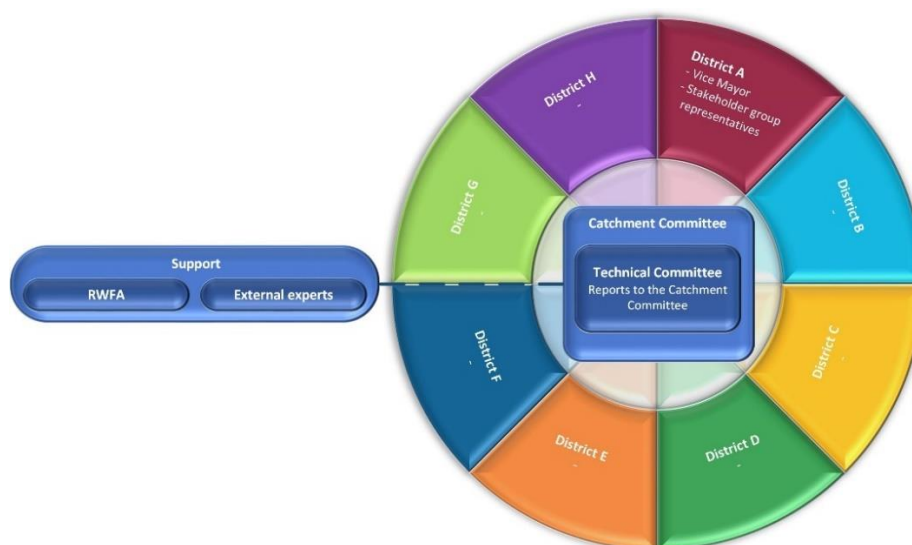 District A
- Vice Mayor
- Stakeholder group
representatives
District B
-
District C
-
District D
-
District E
-
District F
-
District G
-
District H
-
Catchment Committee
Technical Committee
Reports to the Catchment
Committee
Support
RWFA
External experts